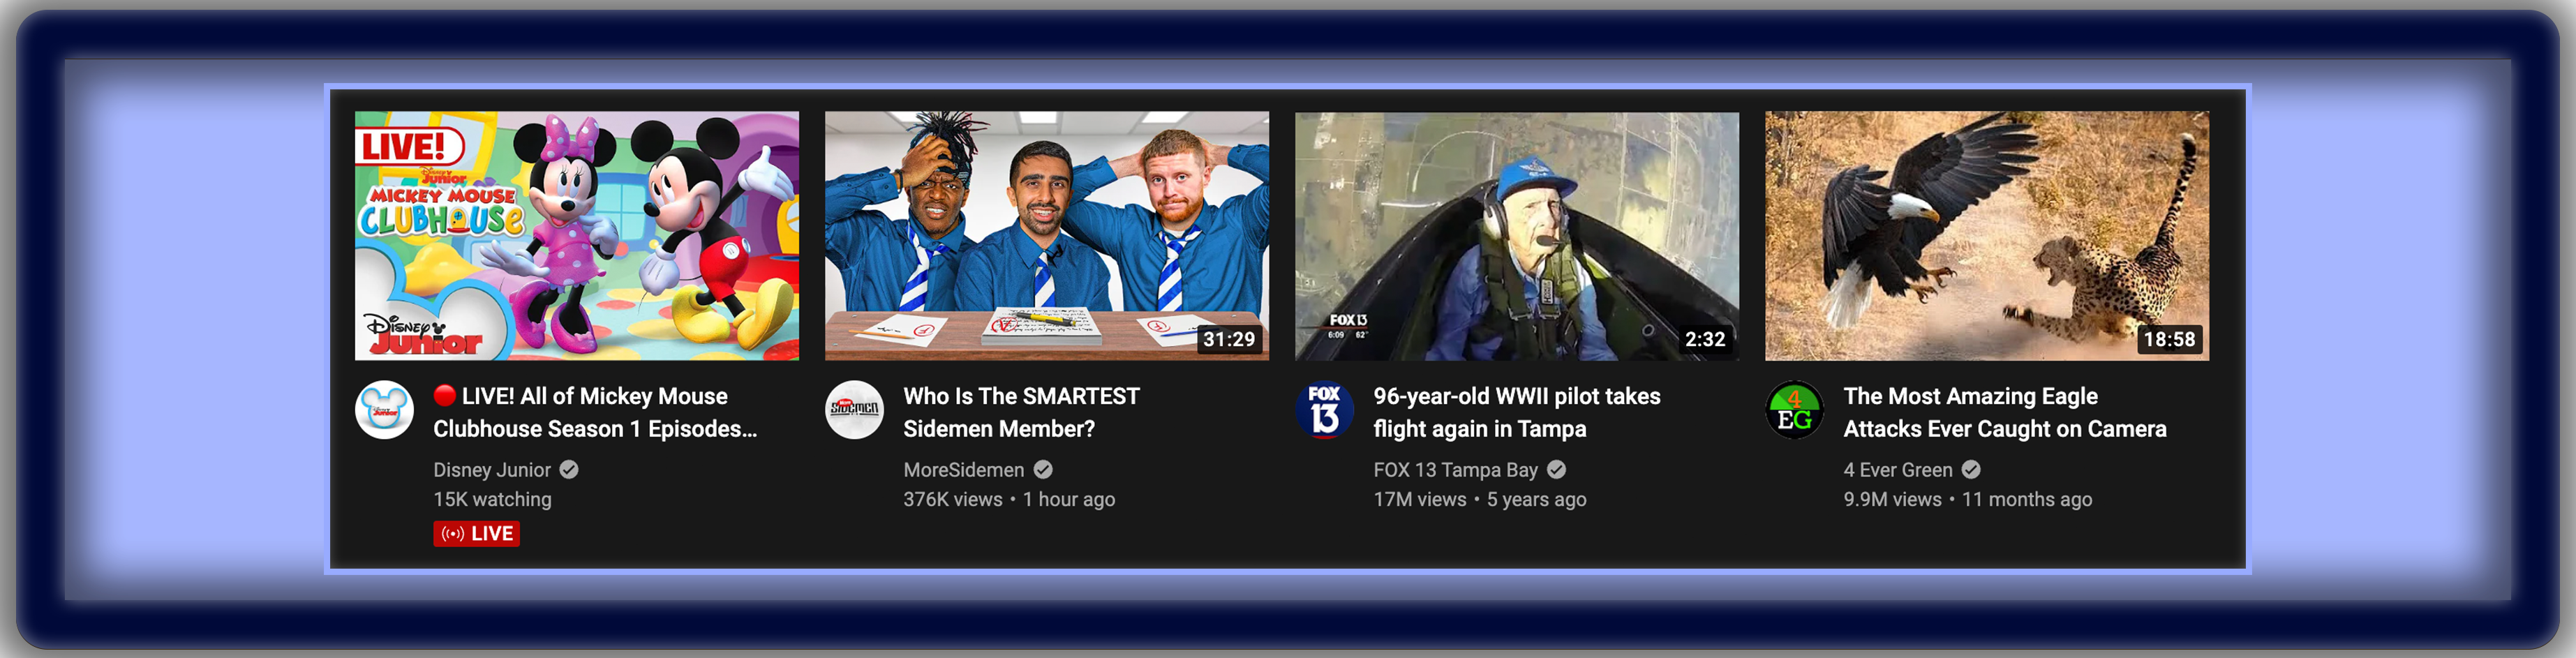 LIVE!
Disney Junior
MICKEY MOUSE
CLUBHOUSE
Disney
Junior
31:29
FOX 13
6:09 62°
2:32
18:58
🔴 LIVE! All of Mickey Mouse
Clubhouse Season 1 Episodes...
Disney Junior
15K watching
LIVE
SIDEMEN
Who Is The SMARTEST
Sidemen Member?
MoreSidemen
376K views • 1 hour ago
FOX
13
96-year-old WWII pilot takes
flight again in Tampa
FOX 13 Tampa Bay
17M views • 5 years ago
4
EG
The Most Amazing Eagle
Attacks Ever Caught on Camera
4 Ever Green
9.9M views • 11 months ago